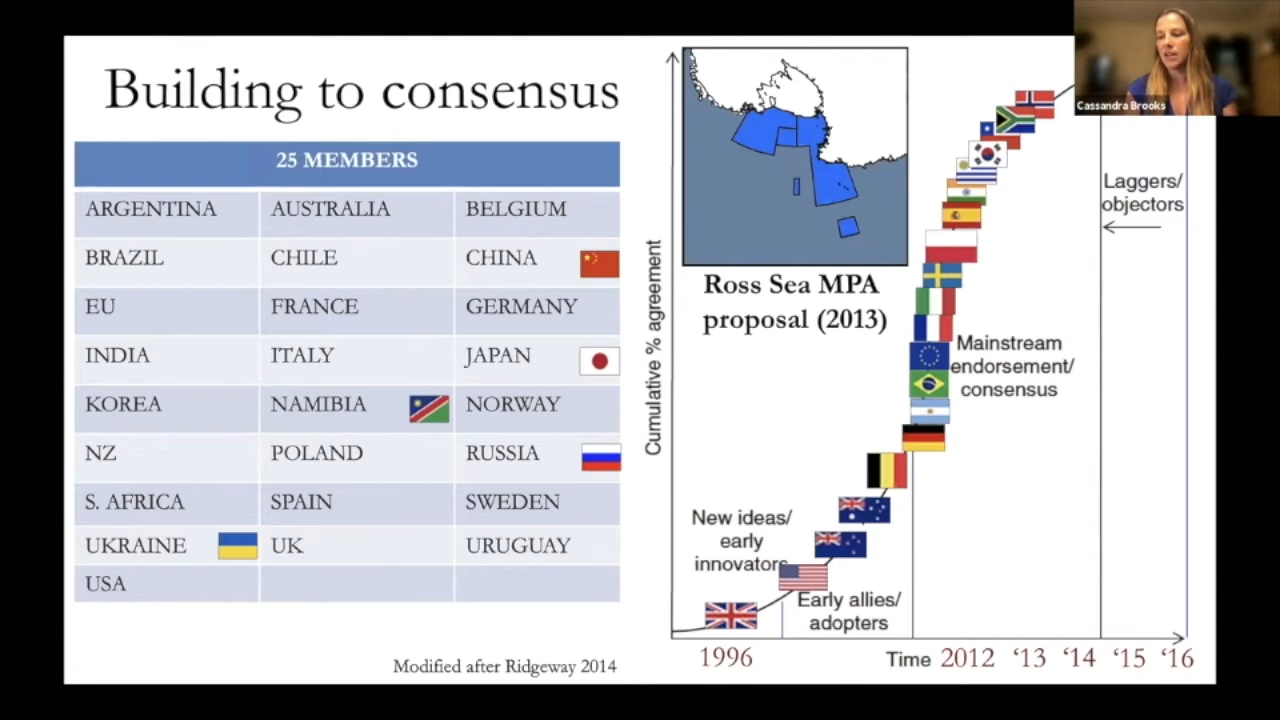 Building to consensus
25 MEMBERS
ARGENTINA AUSTRALIA BELGIUM
BRAZIL CHILE CHINA
EU FRANCE GERMANY
INDIA ITALY JAPAN
KOREA NAMIBIA NORWAY
NZ POLAND RUSSIA
S. AFRICA SPAIN SWEDEN
UKRAINE UK URUGUAY
USA
Modified after Ridgeway 2014
Cumulative % agreement
Ross Sea MPA
proposal (2013)
Cassandra Brooks
Laggers/
objectors
Mainstream
endorsement/
consensus
New ideas/
early
innovators
Early allies/
adopters
1996 Time 2012 ‘13 ‘14 ‘15 ‘16